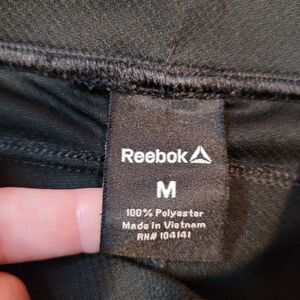 Reebok
M
100% Polyester
Made in Vietnam
RN# 104141